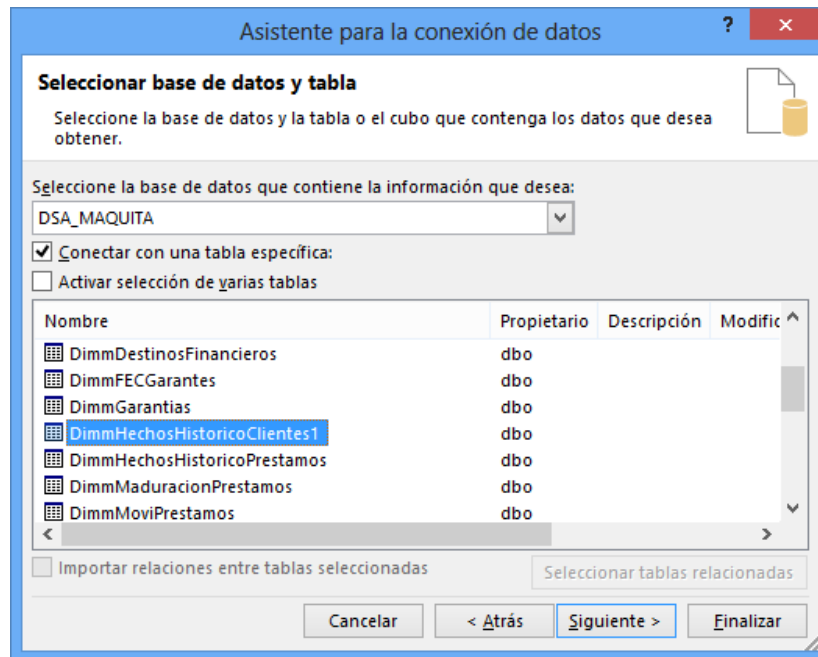 Asistente para la conexión de datos
?
Seleccionar base de datos y tabla
Seleccione la base de datos y la tabla o el cubo que contenga los datos que desea
obtener.
Seleccione la base de datos que contiene la información que desea:
DSA_MAQUITA
Conectar con una tabla específica:
Activar selección de varias tablas
Nombre Propietario Descripción Modific
DimmDestinosFinancieros dbo
DimmFECGarantes dbo
DimmGarantias dbo
DimmHechosHistoricoClientes1 dbo
DimmHechosHistoricoPrestamos dbo
DimmMaduracionPrestamos dbo
DimmMoviPrestamos dbo
Importar relaciones entre tablas seleccionadas Seleccionar tablas relacionadas
Cancelar < Atrás Siguiente > Finalizar